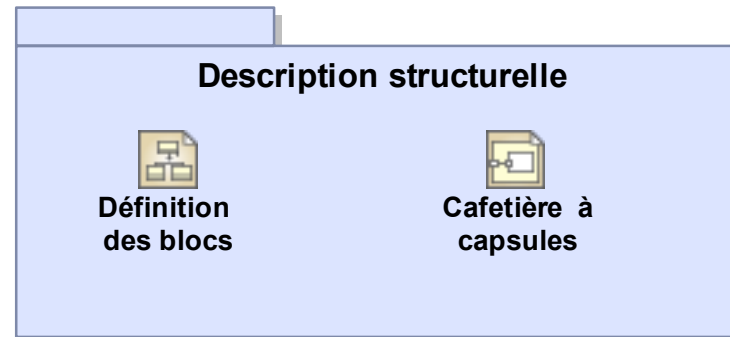 Description structurelle
Définition
des blocs
Cafetière à
capsules